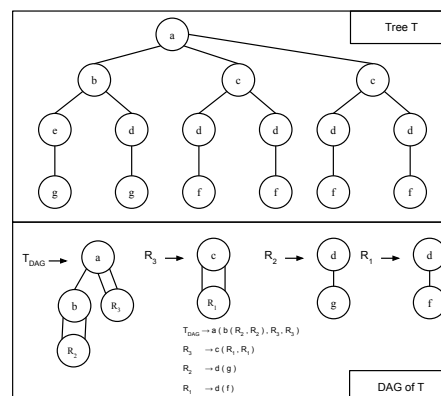 Tree T
a
b c c
e d d d d d
g g f f f f
T_DAG → a R_3 → c R_2 → d R_1 → d
b R_3 R_1 g f
R_2
T_DAG → a ( b ( R_2 , R_2 ) , R_3 , R_3 )
R_3 → c ( R_1 , R_1 )
R_2 → d ( g )
R_1 → d ( f )
DAG of T